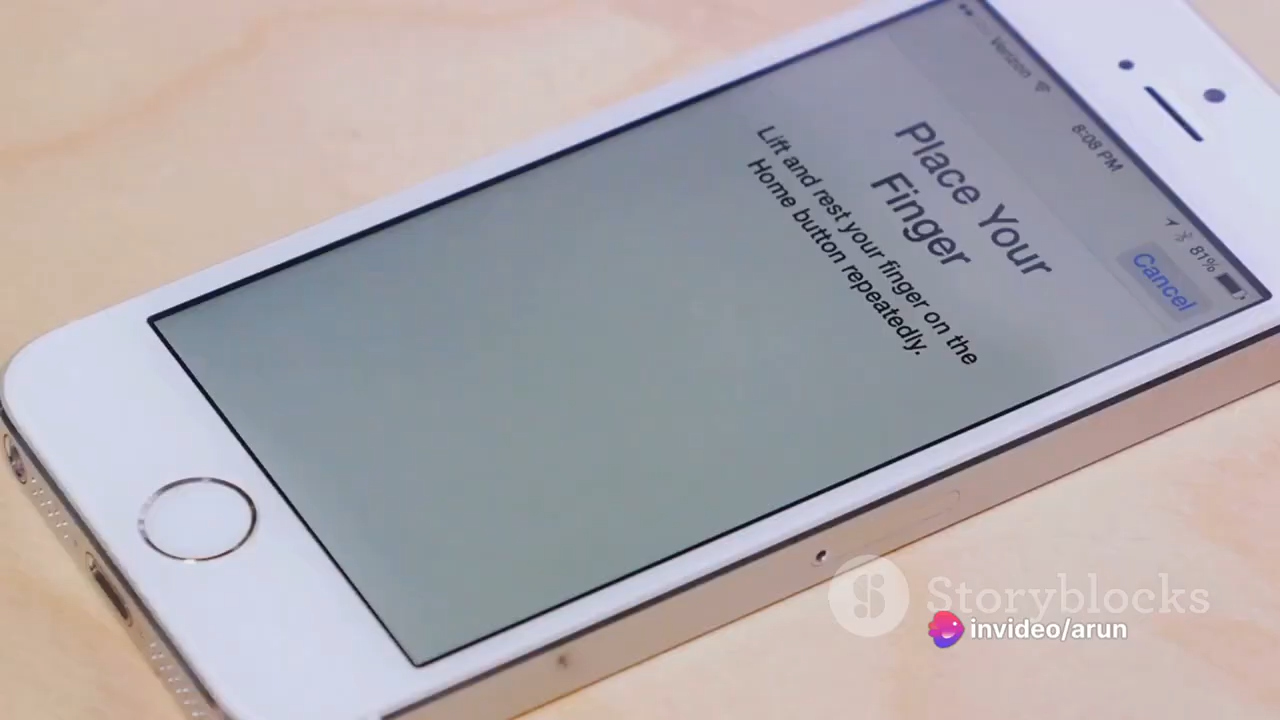 Verizon
8:08 PM
81%
Cancel
Place Your
Finger
Lift and rest your finger on the
Home button repeatedly.
Storyblocks
invideo/arun